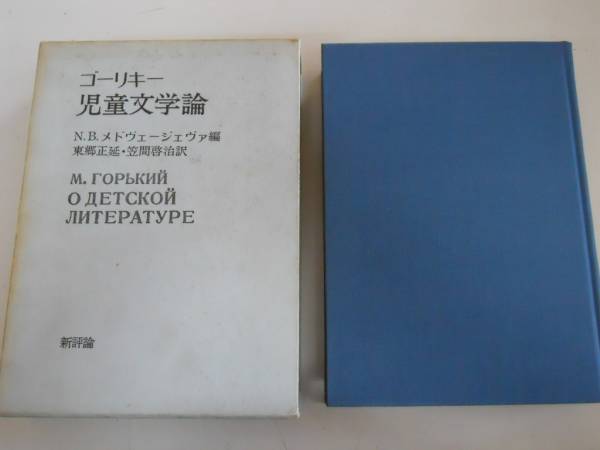 ゴーリキー
児童文学論
N.B.メドヴェージェヴァ編
東郷正延・笠間啓治訳
М. ГОРЬКИЙ
О ДЕТСКОЙ
ЛИТЕРАТУРЕ
新評論